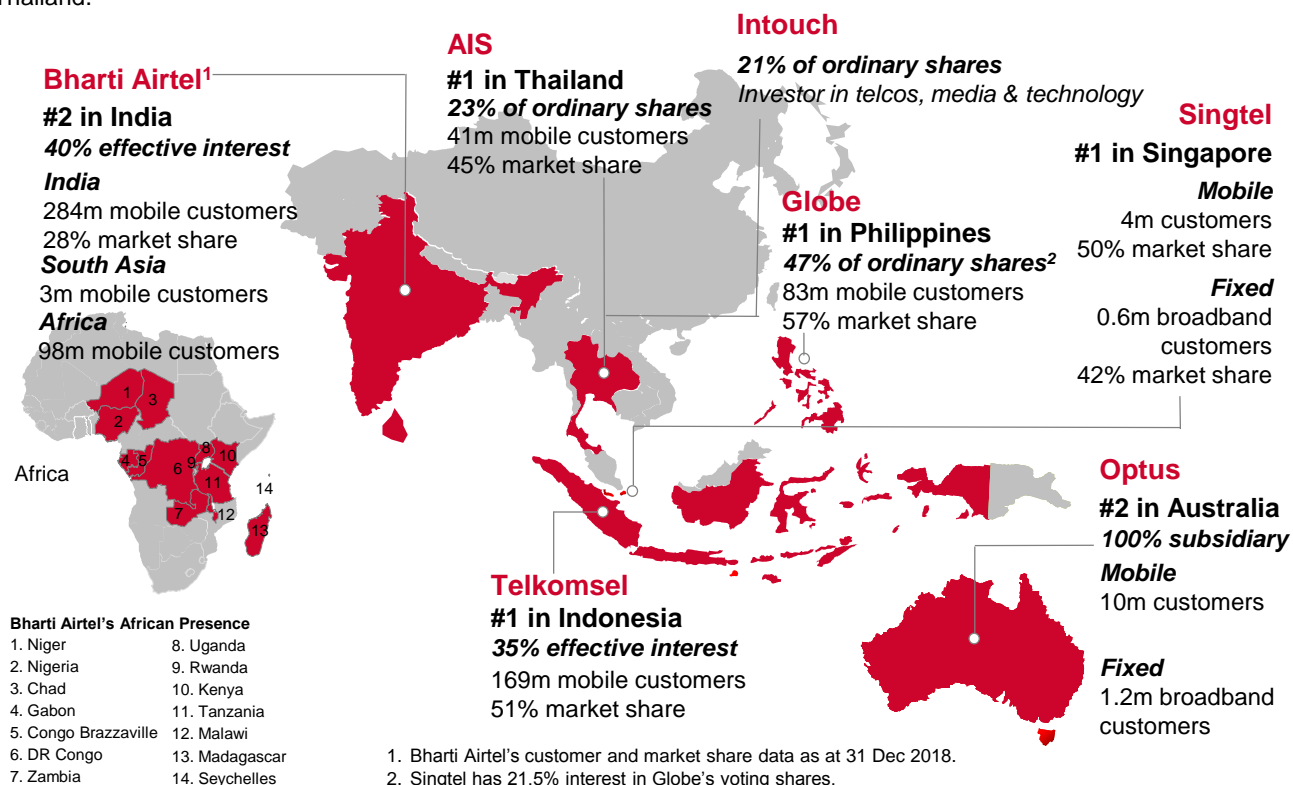 Thailand.
Bharti Airtel1
#2 in India
40% effective interest
India
284m mobile customers
28% market share
South Asia
3m mobile customers
Africa
98m mobile customers
AIS
#1 in Thailand
23% of ordinary shares
41m mobile customers
45% market share
Intouch
21% of ordinary shares
Investor in telcos, media & technology
Singtel
#1 in Singapore
Mobile
4m customers
50% market share
Fixed
0.6m broadband
customers
42% market share
Globe
#1 in Philippines
47% of ordinary shares2
83m mobile customers
57% market share
Africa
1
2
3
4
5
6
7
8
9
10
11
12
13
14
Telkomsel
#1 in Indonesia
35% effective interest
169m mobile customers
51% market share
Optus
#2 in Australia
100% subsidiary
Mobile
10m customers
Fixed
1.2m broadband
customers
Bharti Airtel's African Presence
1. Niger
2. Nigeria
3. Chad
4. Gabon
5. Congo Brazzaville
6. DR Congo
7. Zambia
8. Uganda
9. Rwanda
10. Kenya
11. Tanzania
12. Malawi
13. Madagascar
14. Seychelles
1. Bharti Airtel's customer and market share data as at 31 Dec 2018.
2. Singtel has 21.5% interest in Globe's voting shares.